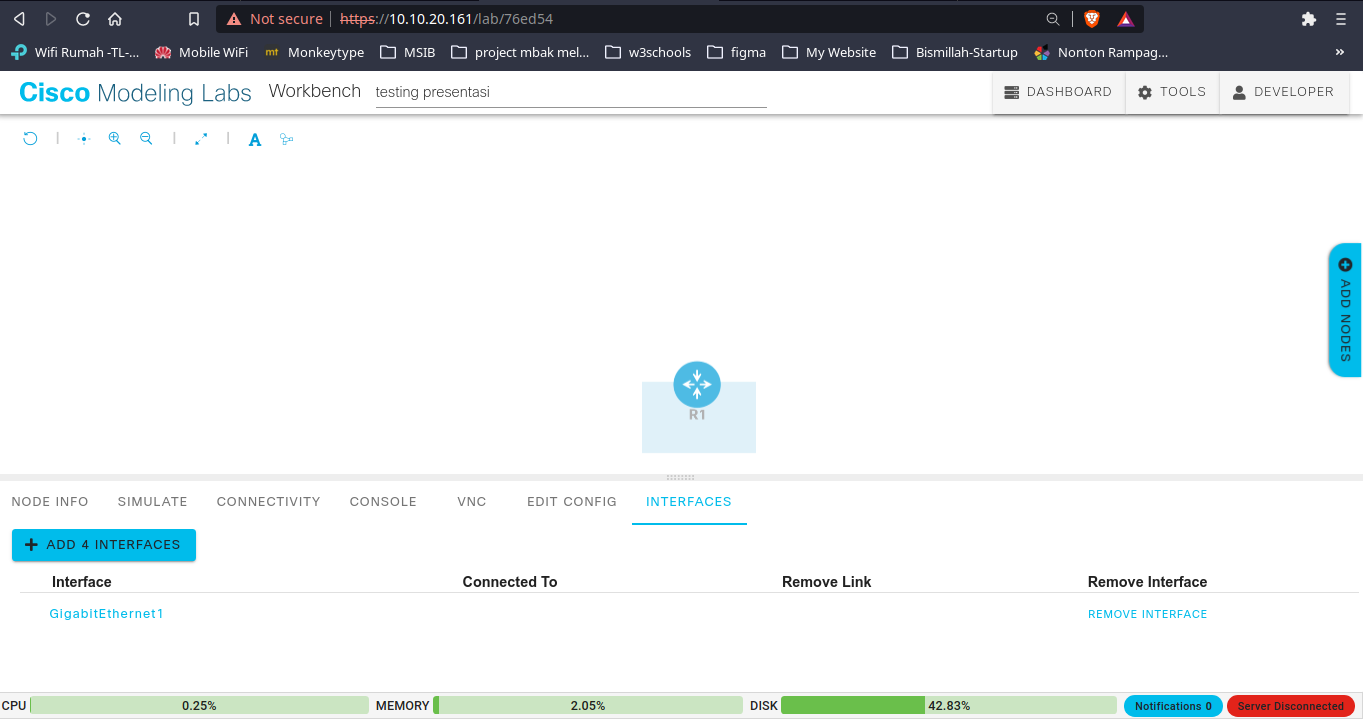 Not secure https://10.10.20.161/lab/76ed54
Wifi Rumah -TL-... Mobile WiFi mt Monkeytype MSIB project mbak mel... w3schools figma My Website Bismillah-Startup Nonton Rampag... »
Cisco Modeling Labs Workbench testing presentasi DASHBOARD TOOLS DEVELOPER
A
ADD NODES
R1
NODE INFO SIMULATE CONNECTIVITY CONSOLE VNC EDIT CONFIG INTERFACES
+ ADD 4 INTERFACES
Interface Connected To Remove Link Remove Interface
GigabitEthernet1 REMOVE INTERFACE
CPU 0.25% MEMORY 2.05% DISK 42.83% Notifications 0 Server Disconnected